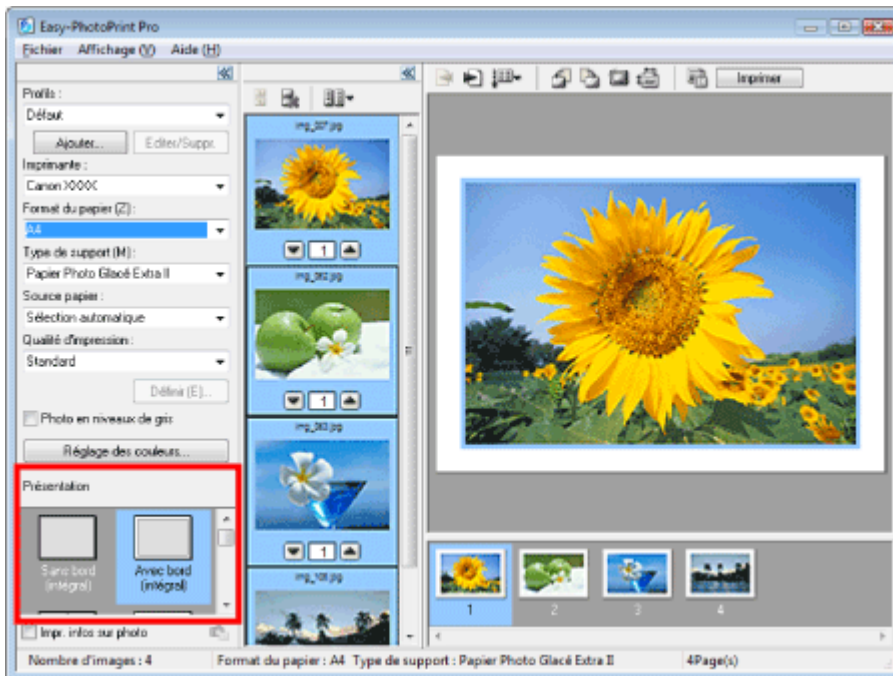 Easy-PhotoPrint Pro
Fichier Affichage (Y) Aide (H)
Profils :
Défaut
Ajouter... Editer/Suppr.
Imprimante :
Canon XXXX
Format du papier (Z) :
A4
Type de support (M) :
Papier Photo Glacé Extra II
Source papier :
Sélection automatique
Qualité d'impression :
Standard
Définir (E)...
Photo en niveaux de gris
Réglage des couleurs...
Présentation
Sans bord (intégral)
Avec bord (intégral)
Impr. infos sur photo
1
img_062.jpg
1
img_063.jpg
1
Imprimer
1 2 3 4
Nombre d'images : 4 Format du papier : A4 Type de support : Papier Photo Glacé Extra II 4Page(s)